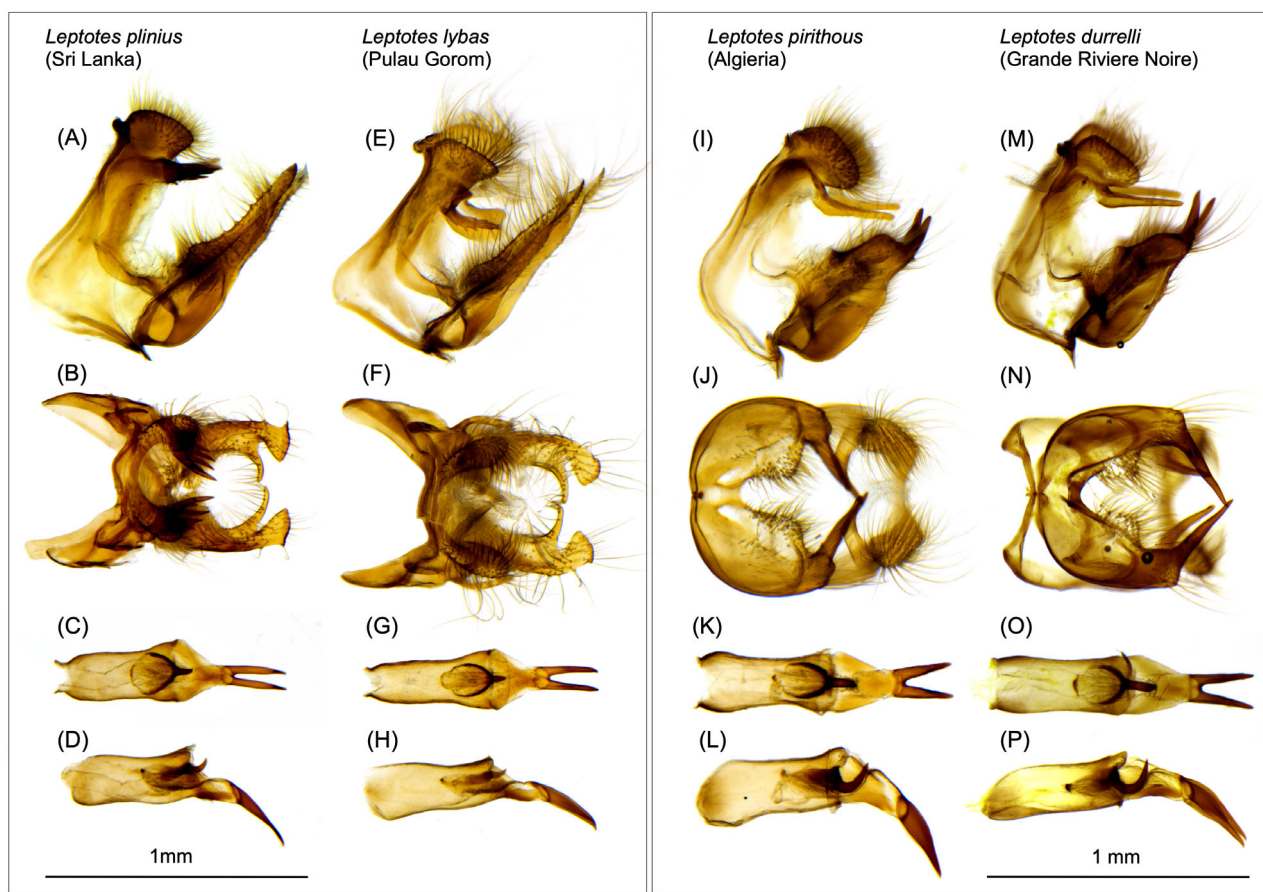 Leptotes plinius
(Sri Lanka)
Leptotes lybas
(Pulau Gorom)
Leptotes pirithous
(Algieria)
Leptotes durrelli
(Grande Riviere Noire)
(A)
(E)
(I)
(M)
(B)
(F)
(J)
(N)
(C)
(G)
(K)
(O)
(D)
(H)
(L)
(P)
1mm
1 mm